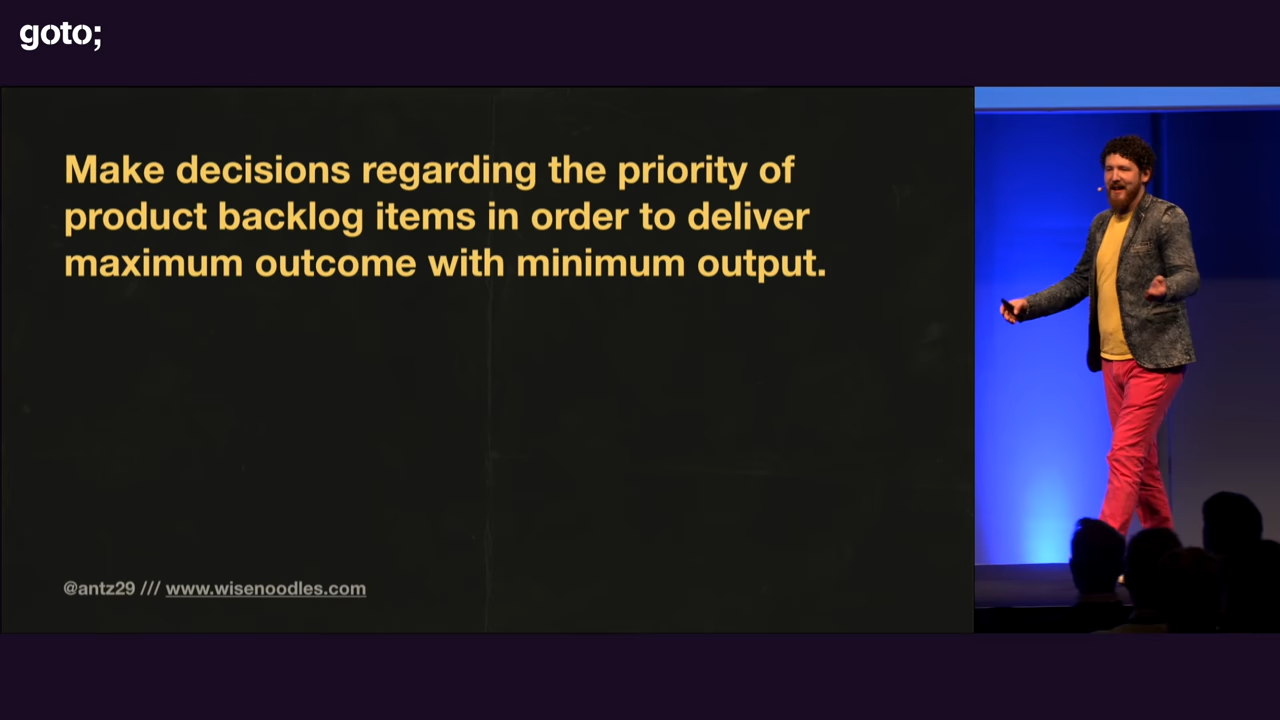 goto;
Make decisions regarding the priority of
product backlog items in order to deliver
maximum outcome with minimum output.
@antz29 /// www.wisenoodles.com